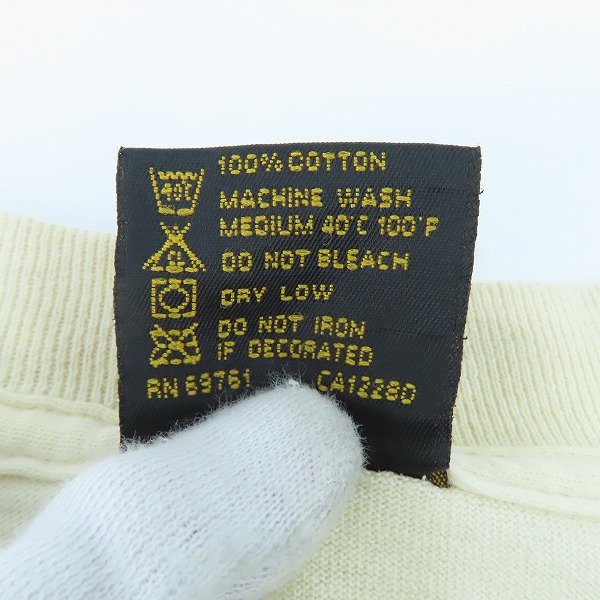 100% COTTON
40°C
MACHINE WASH
MEDIUM 40°C 100°F
DO NOT BLEACH
DRY LOW
DO NOT IRON
IF DECORATED
RN 69761 CA12280